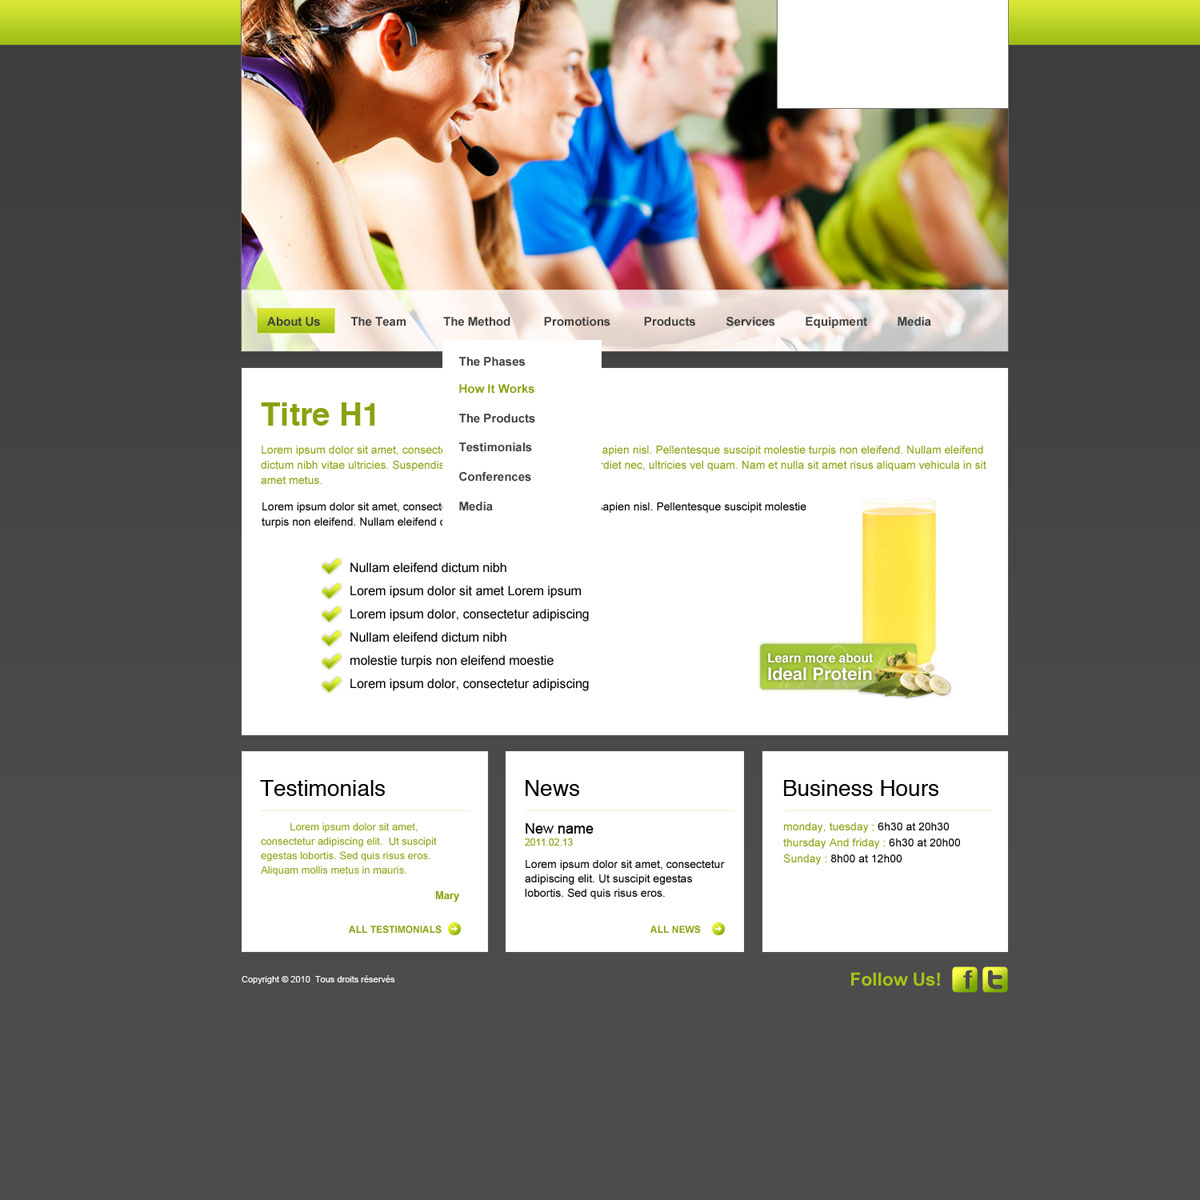 About Us The Team The Method Promotions Products Services Equipment Media
The Phases
How It Works
The Products
Testimonials
Conferences
Media
Titre H1
Lorem ipsum dolor sit amet, apien nisl. Pellentesque suscipit molestie turpis non eleifend. Nullam eleifend
dictum nibh vitae ultricies. nec, ultricies vel quam. Nam et nulla sit amet risus aliquam vehicula in sit
amet metus.
Lorem ipsum dolor sit amet, apien nisl. Pellentesque suscipit molestie
turpis non eleifend. Nullam eleifend
Nullam eleifend dictum nibh
Lorem ipsum dolor sit amet Lorem ipsum
Lorem ipsum dolor, consectetur adipiscing
Nullam eleifend dictum nibh
molestie turpis non eleifend moestie
Lorem ipsum dolor, consectetur adipiscing
Learn more about
Ideal Protein
Testimonials
Lorem ipsum dolor sit amet,
consectetur adipiscing elit. Ut suscipit
egestas lobortis. Sed quis risus eros.
Aliquam mollis metus in mauris.
Mary
ALL TESTIMONIALS
News
New name
2011.02.13
Lorem ipsum dolor sit amet, consectetur
adipiscing elit. Ut suscipit egestas
lobortis. Sed quis risus eros.
ALL NEWS
Business Hours
monday, tuesday : 6h30 at 20h30
thursday And friday : 6h30 at 20h00
Sunday : 8h00 at 12h00
Copyright © 2010 Tous droits réservés
Follow Us! f t